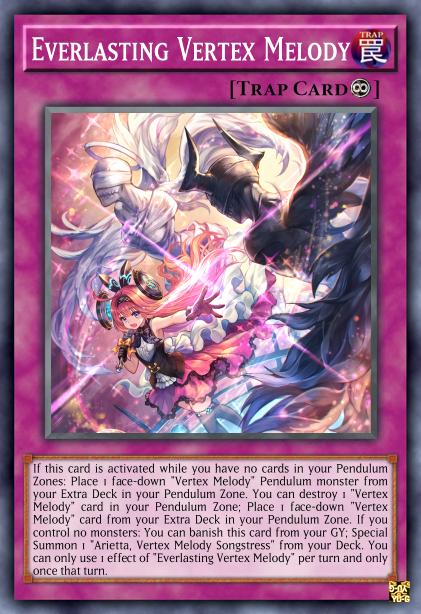 Everlasting Vertex Melody
TRAP
罠
[Trap Card]
If this card is activated while you have no cards in your Pendulum
Zones: Place 1 face-down "Vertex Melody" Pendulum monster from
your Extra Deck in your Pendulum Zone. You can destroy 1 "Vertex
Melody" card in your Pendulum Zone; Place 1 face-down "Vertex
Melody" card from your Extra Deck in your Pendulum Zone. If you
control no monsters: You can banish this card from your GY; Special
Summon 1 "Arietta, Vertex Melody Songstress" from your Deck. You
can only use 1 effect of "Everlasting Vertex Melody" per turn and only
once that turn.